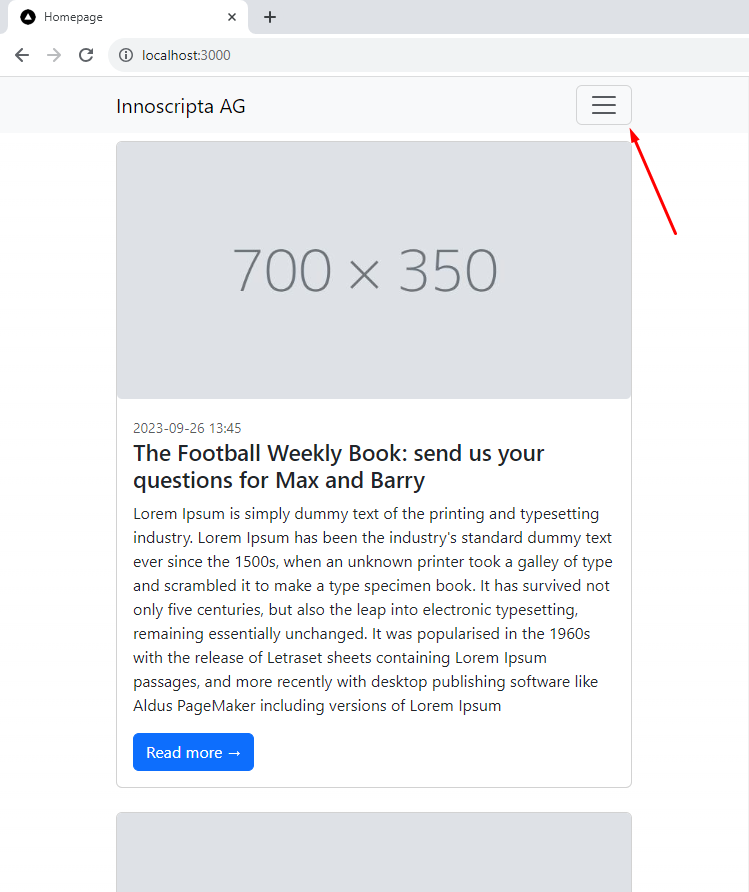 Homepage
localhost:3000
Innoscripta AG
700 × 350
2023-09-26 13:45
The Football Weekly Book: send us your
questions for Max and Barry
Lorem Ipsum is simply dummy text of the printing and typesetting
industry. Lorem Ipsum has been the industry's standard dummy text
ever since the 1500s, when an unknown printer took a galley of type
and scrambled it to make a type specimen book. It has survived not
only five centuries, but also the leap into electronic typesetting,
remaining essentially unchanged. It was popularised in the 1960s
with the release of Letraset sheets containing Lorem Ipsum
passages, and more recently with desktop publishing software like
Aldus PageMaker including versions of Lorem Ipsum
Read more →